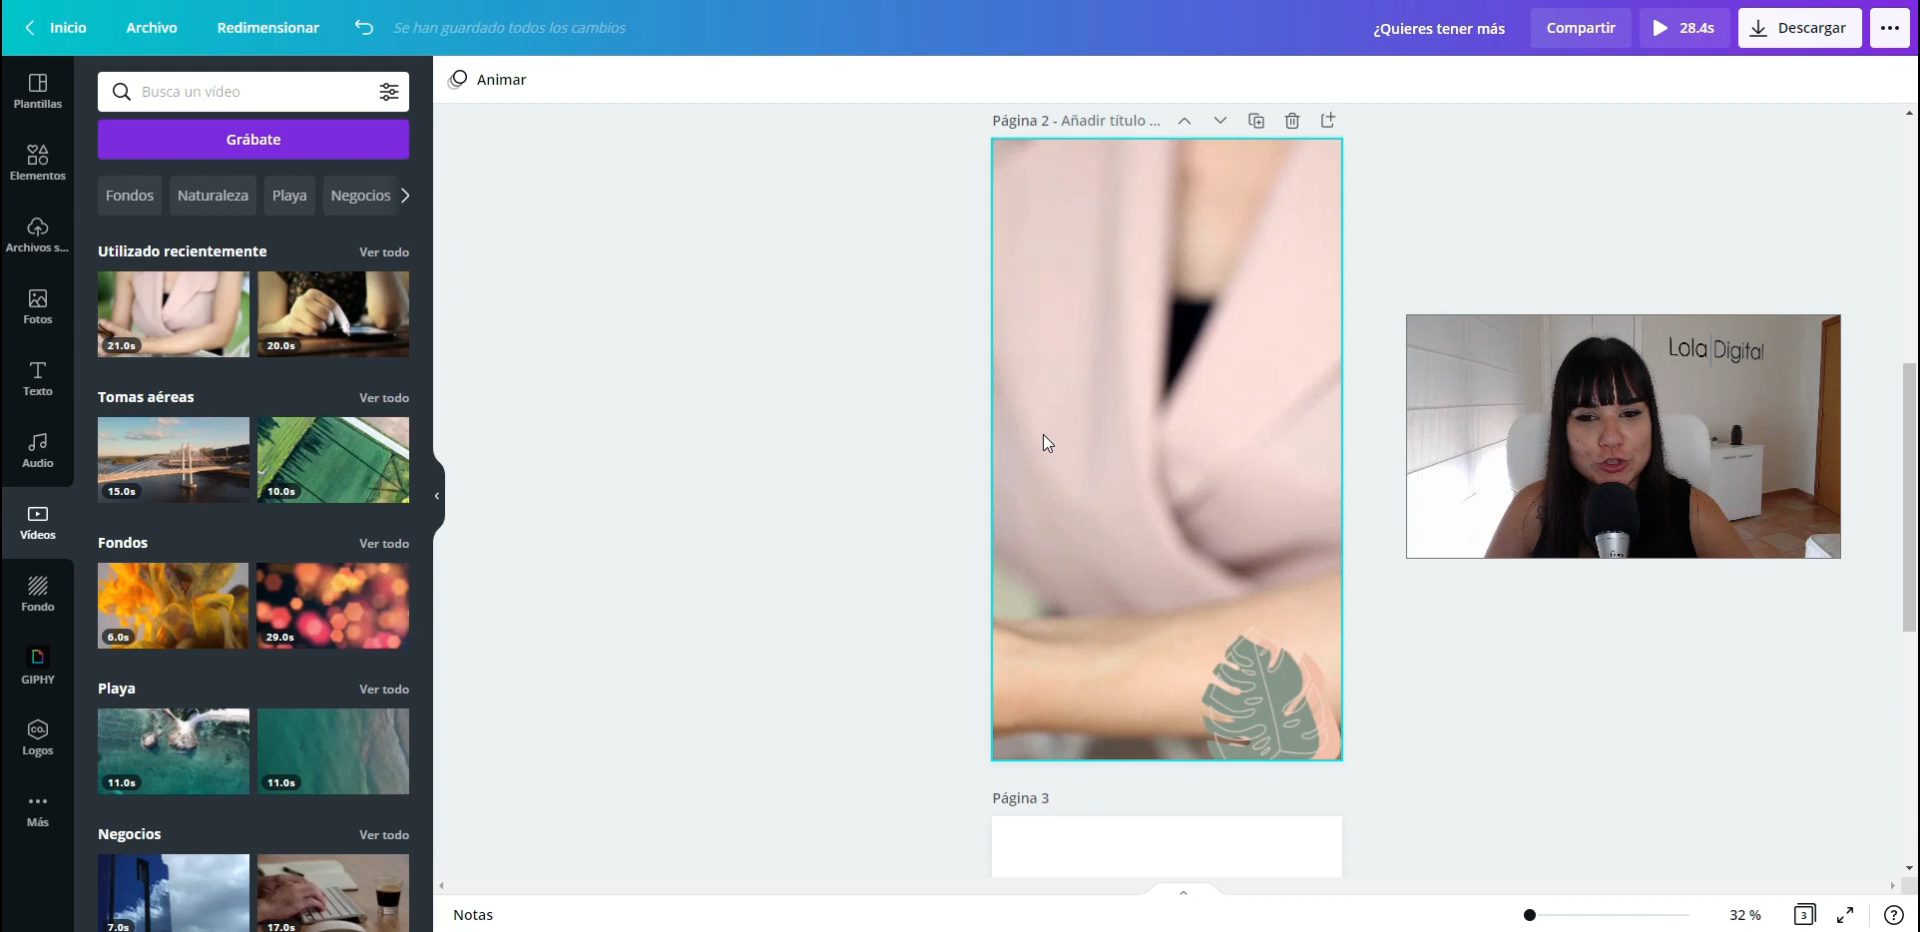 Inicio
Archivo
Redimensionar
Se han guardado todos los cambios
¿Quieres tener más
Compartir
28.4s
Descargar
Plantillas
Elementos
Archivos s...
Fotos
Texto
Audio
Vídeos
Fondo
GIPHY
CO.
Logos
Más
Busca un vídeo
Grábate
Fondos
Naturaleza
Playa
Negocios
Utilizado recientemente
Ver todo
21.0s
20.0s
Tomas aéreas
Ver todo
15.0s
10.0s
Fondos
Ver todo
6.0s
29.0s
Playa
Ver todo
11.0s
11.0s
Negocios
Ver todo
7.0s
17.0s
Animar
Página 2 - Añadir título ...
Lola Digital
Página 3
Notas
32 %
3